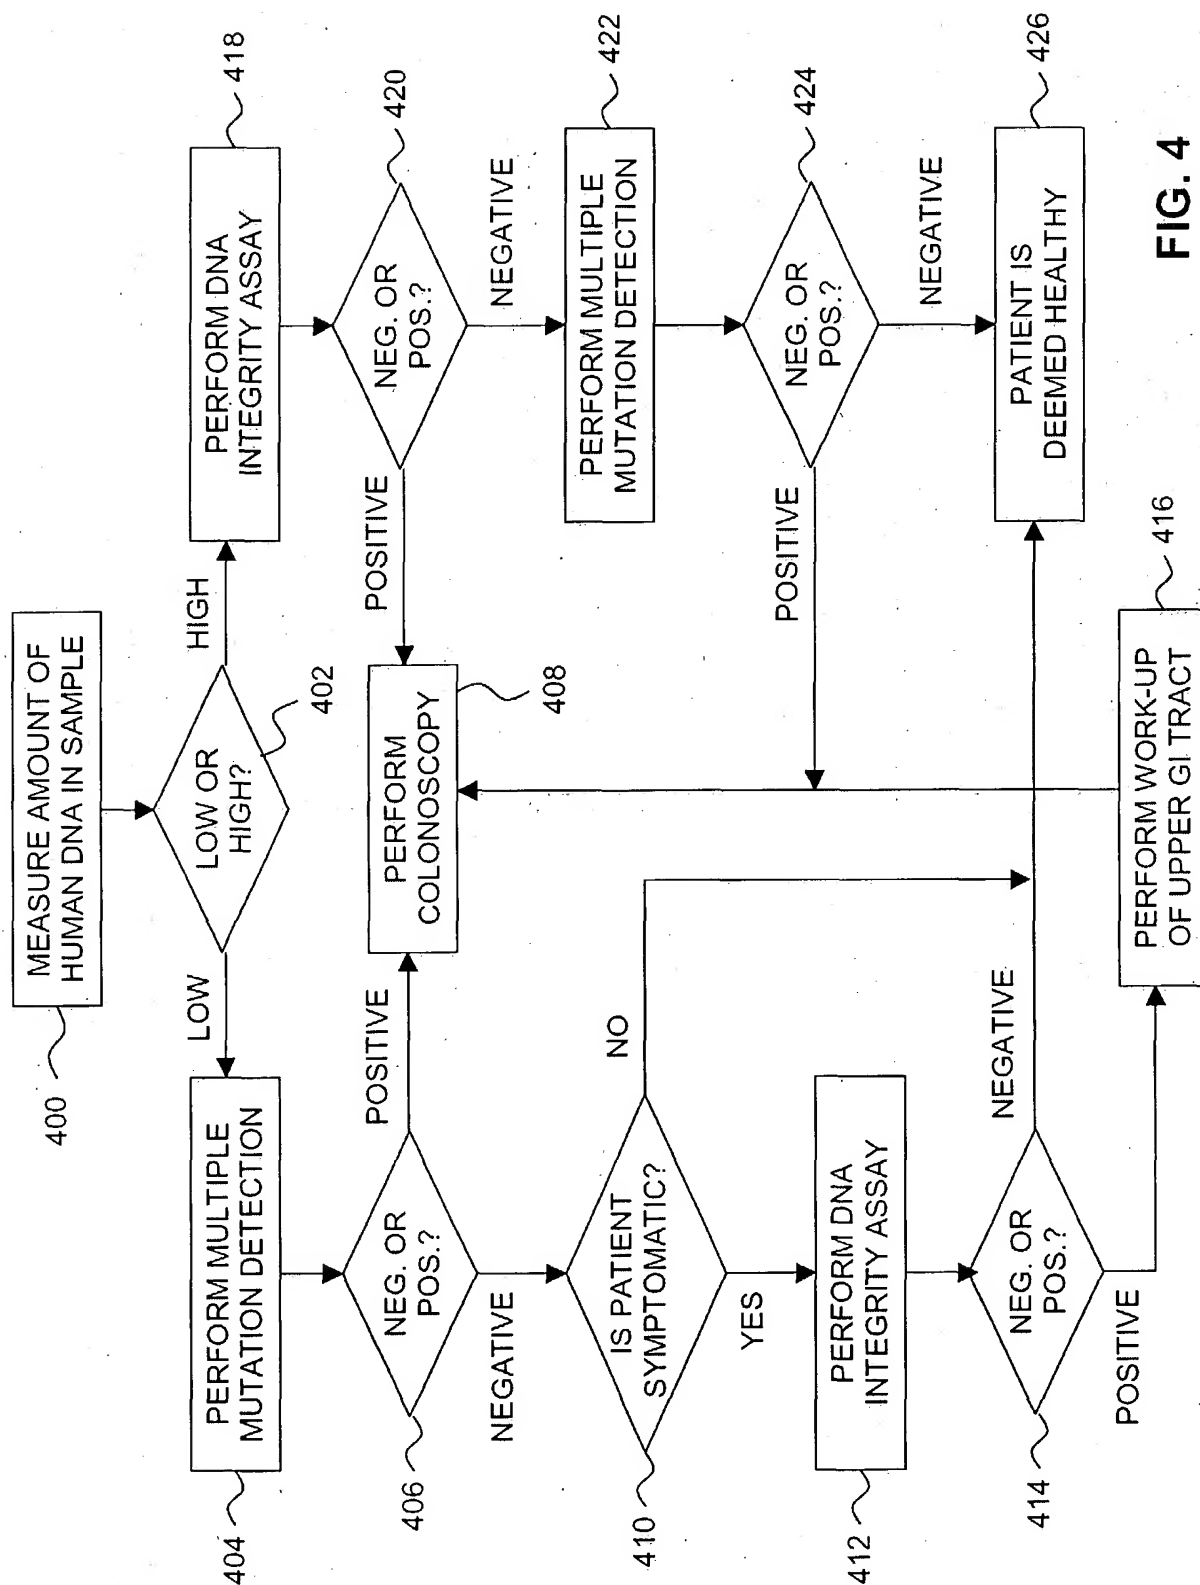 MEASURE AMOUNT OF
HUMAN DNA IN SAMPLE
400
LOW OR
HIGH?
402
LOW
HIGH
PERFORM MULTIPLE
MUTATION DETECTION
404
PERFORM DNA
INTEGRITY ASSAY
418
NEG. OR
POS.?
406
POSITIVE
PERFORM
COLONOSCOPY
408
POSITIVE
NEG. OR
POS.?
420
NEGATIVE
NEGATIVE
IS PATIENT
SYMPTOMATIC?
410
NO
YES
PERFORM MULTIPLE
MUTATION DETECTION
422
PERFORM DNA
INTEGRITY ASSAY
412
POSITIVE
NEG. OR
POS.?
424
NEGATIVE
NEG. OR
POS.?
414
NEGATIVE
POSITIVE
PATIENT IS
DEEMED HEALTHY
426
PERFORM WORK-UP
OF UPPER GI TRACT
416
FIG. 4